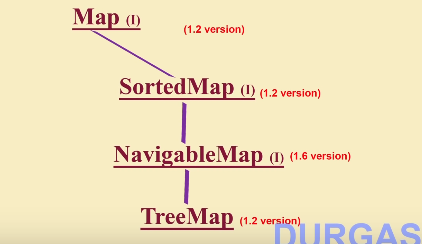 Map (I) (1.2 version)
SortedMap (I) (1.2 version)
NavigableMap (I) (1.6 version)
TreeMap (1.2 version)
DURGAS